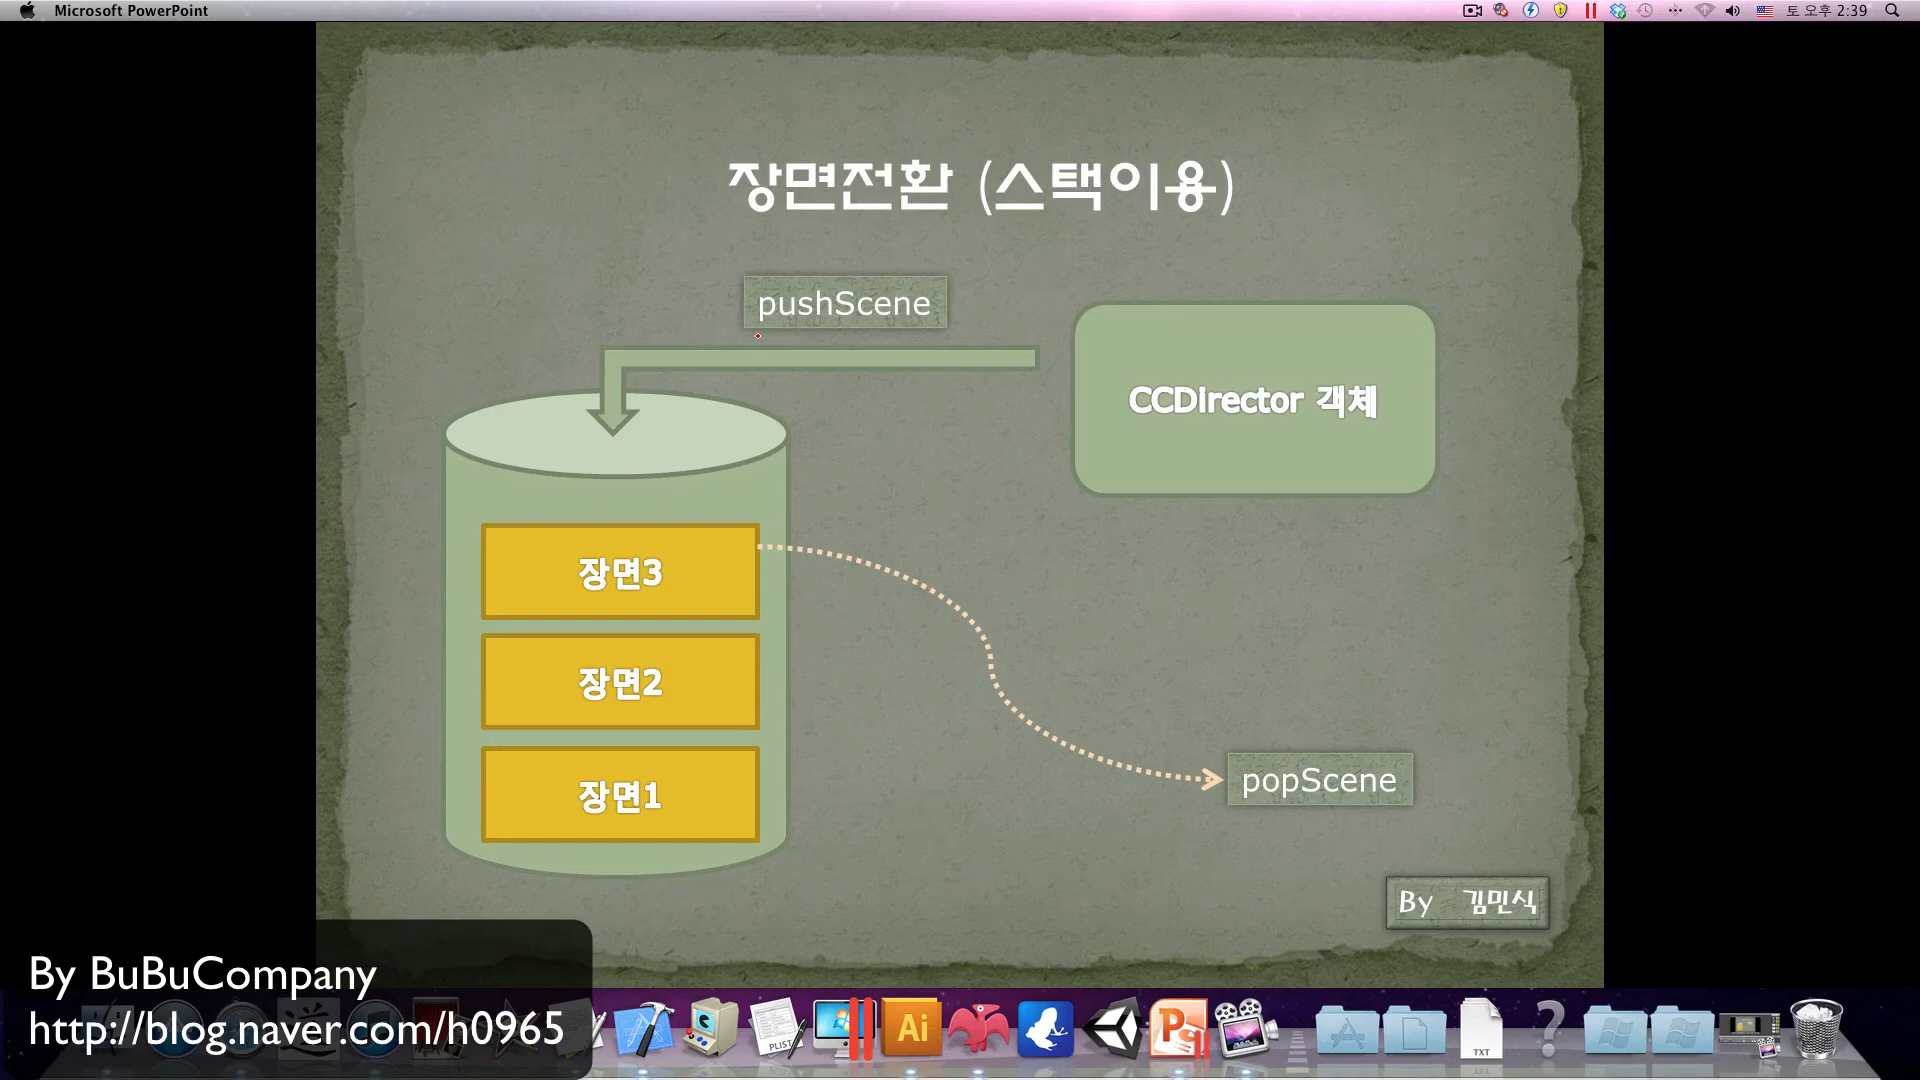 Microsoft PowerPoint
토 오후 2:39
장면전환 (스택이용)
pushScene
CCDirector 객체
장면3
장면2
장면1
popScene
By 김민식
By BuBuCompany
http://blog.naver.com/h0965
PLIST
Ai
TXT